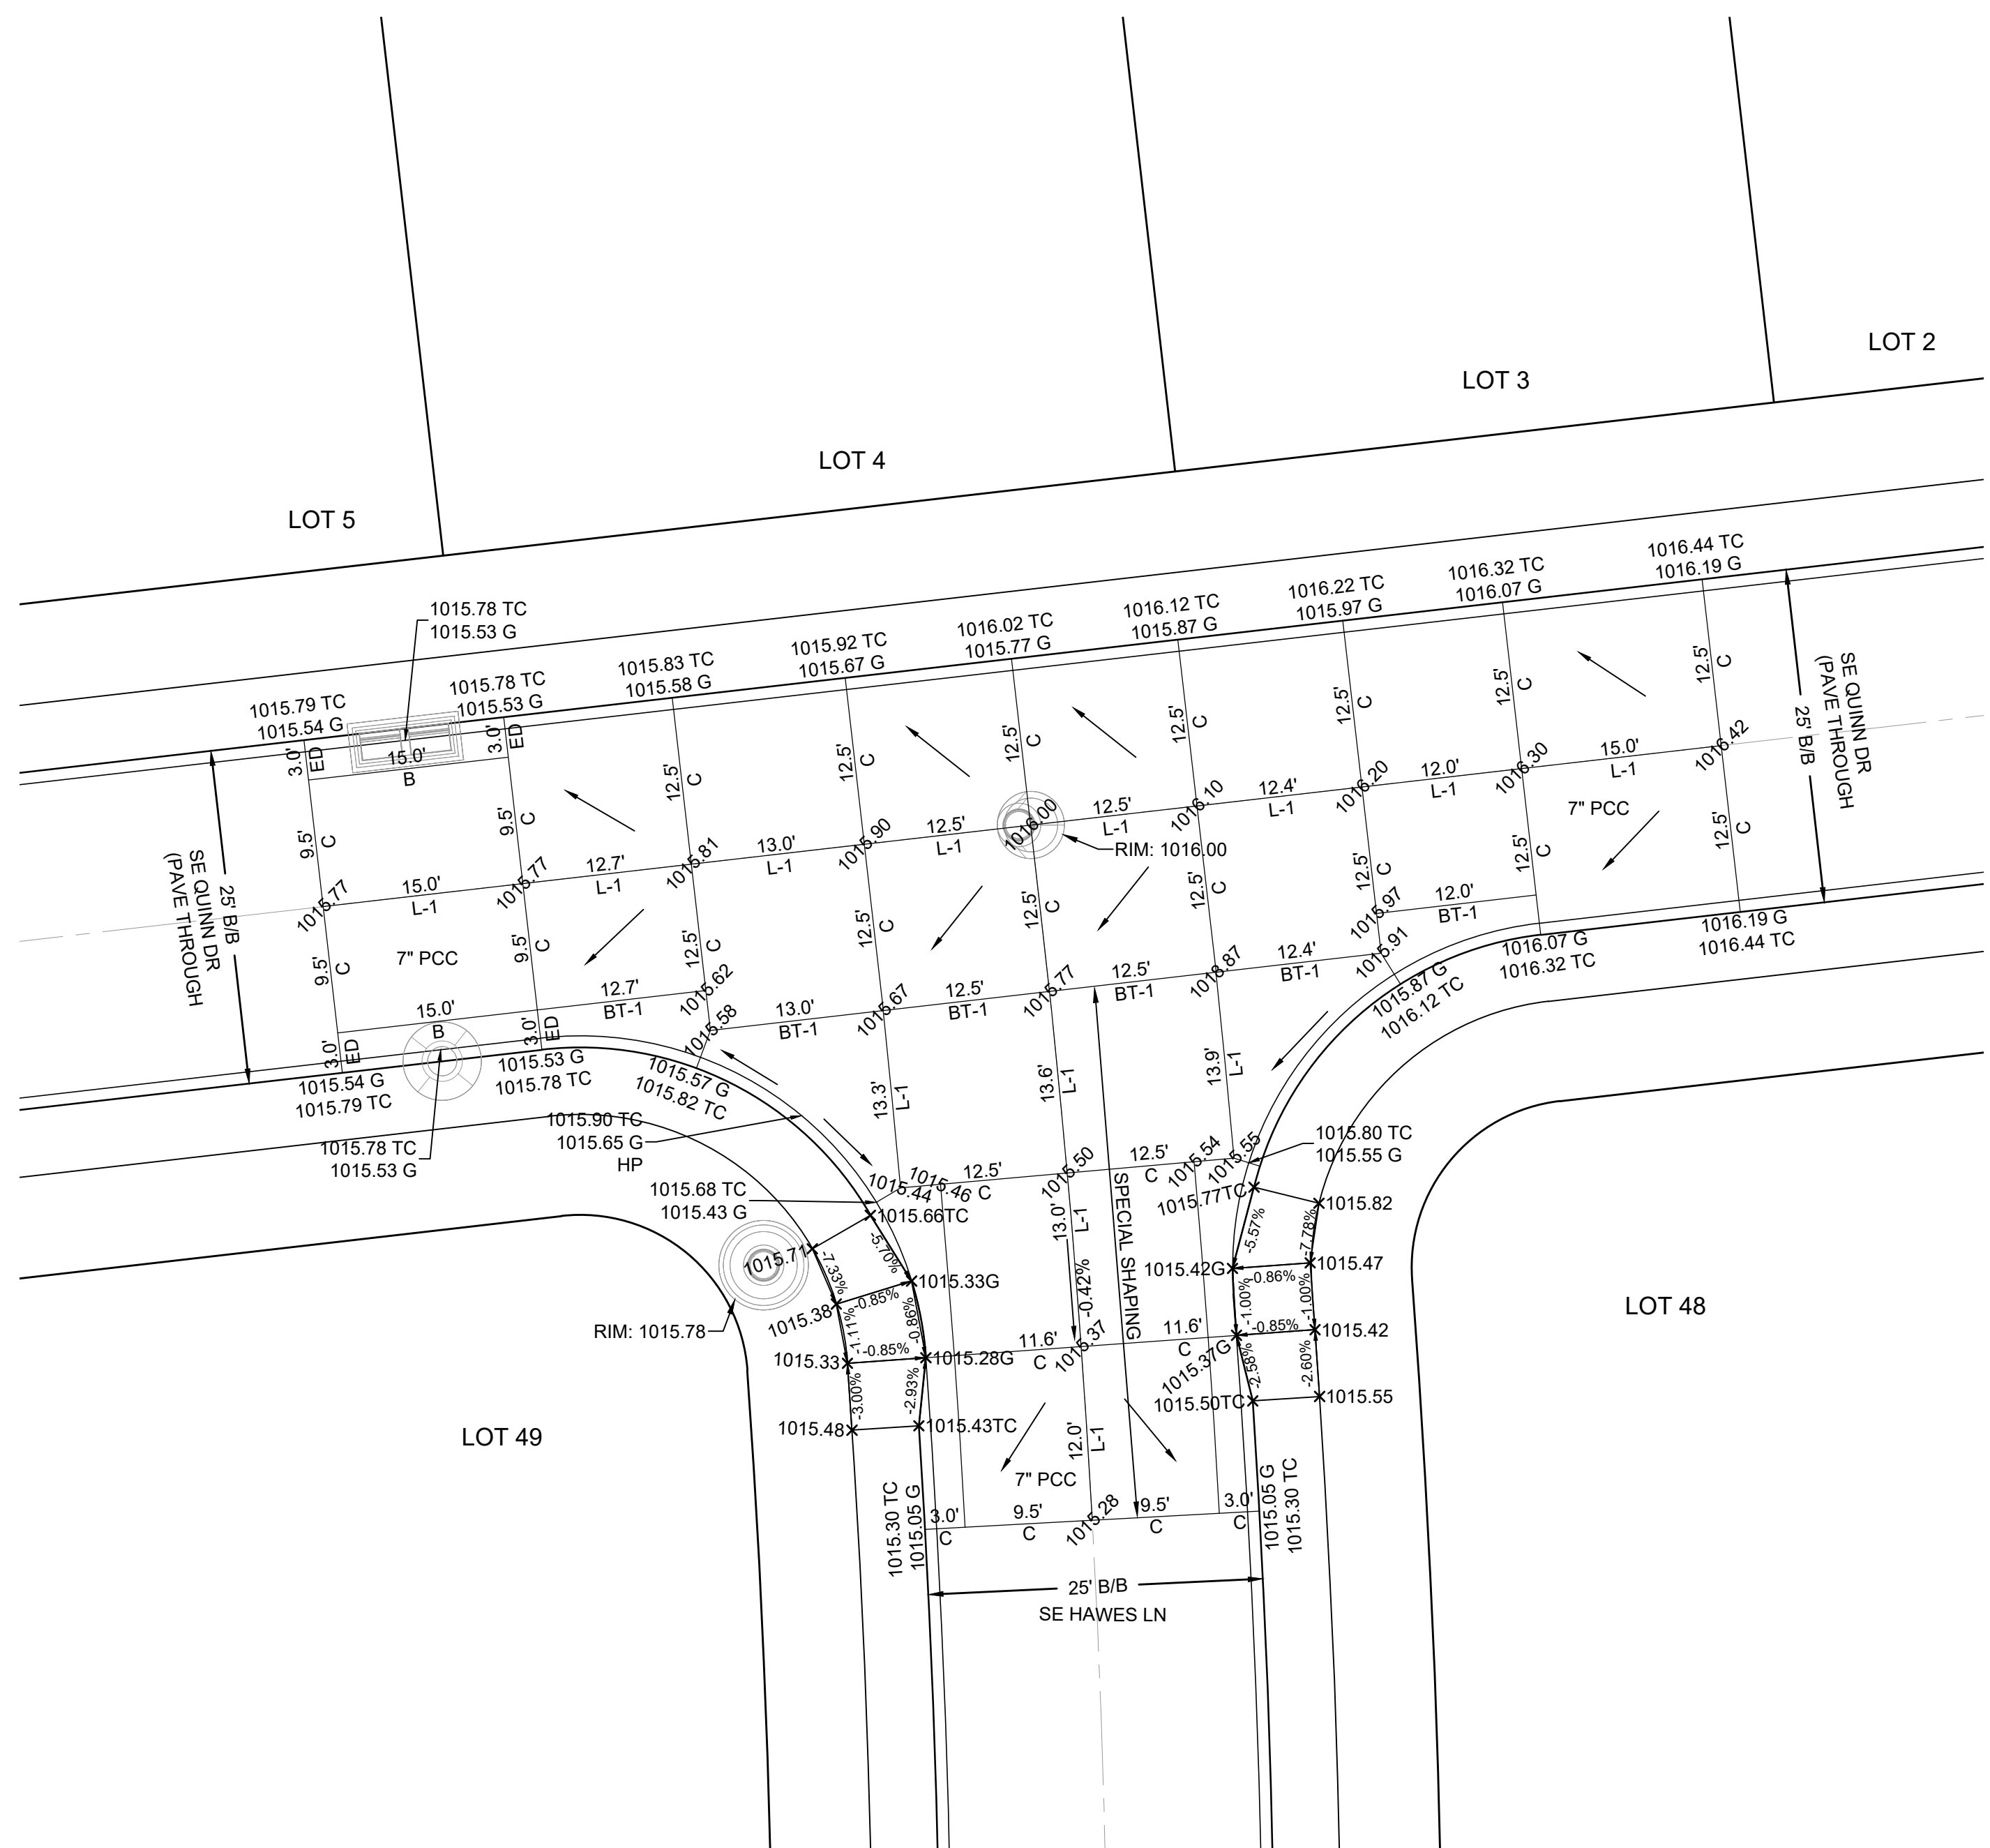 LOT 2
LOT 3
LOT 4
LOT 5
1016.44 TC
1016.19 G
1016.32 TC
1016.07 G
1016.22 TC
1015.97 G
1016.12 TC
1015.87 G
1016.02 TC
1015.77 G
1015.92 TC
1015.67 G
1015.83 TC
1015.58 G
1015.78 TC
1015.53 G
1015.78 TC
1015.53 G
1015.79 TC
1015.54 G
3.0'
ED
15.0'
B
3.0'
ED
12.5'
C
12.5'
C
12.5'
C
12.5'
C
12.5'
C
12.5'
C
12.5'
C
SE QUINN DR
(PAVE THROUGH
25' B/B
SE QUINN DR
(PAVE THROUGH
25' B/B
9.5'
C
9.5'
C
1015.77
15.0'
L-1
1015.77
12.7'
L-1
1015.81
13.0'
L-1
1015.90
12.5'
L-1
1016.00
12.5'
L-1
1016.10
12.4'
L-1
1016.20
12.0'
L-1
1016.30
15.0'
L-1
1016.42
7" PCC
RIM: 1016.00
7" PCC
9.5'
C
9.5'
C
12.5'
C
12.5'
C
12.5'
C
12.5'
C
12.5'
C
12.5'
C
12.5'
C
15.0'
B
12.7'
BT-1
1015.62
1015.58
13.0'
BT-1
1015.67
12.5'
BT-1
1015.77
12.5'
BT-1
1018.87
12.4'
BT-1
1015.91
1015.97
12.0'
BT-1
3.0'
ED
3.0'
ED
1015.54 G
1015.79 TC
1015.53 G
1015.78 TC
1015.57 G
1015.82 TC
1015.87 G
1016.12 TC
1016.07 G
1016.32 TC
1016.19 G
1016.44 TC
1015.78 TC
1015.53 G
1015.90 TC
1015.65 G
HP
13.3'
L-1
13.6'
L-1
13.9'
L-1
1015.68 TC
1015.43 G
1015.44
1015.46
12.5'
C
1015.50
12.5'
C
1015.54
1015.55
1015.80 TC
1015.55 G
1015.66TC
1015.77TC
1015.82
1015.71
-7.33%
-5.70%
13.0'
L-1
-0.42%
SPECIAL SHAPING
-5.57%
-7.78%
1015.33G
1015.42G
1015.47
-0.86%
1015.38
-0.85%
-1.11%
-0.86%
-1.00%
-1.00%
RIM: 1015.78
LOT 48
1015.33
-0.85%
1015.28G
11.6'
C
1015.37
11.6'
C
1015.37G
-0.85%
1015.42
-3.00%
-2.93%
-2.58%
-2.60%
1015.48
1015.43TC
1015.50TC
1015.55
LOT 49
12.0'
L-1
7" PCC
1015.30 TC
1015.05 G
3.0'
C
9.5'
C
1015.28
9.5'
C
3.0'
C
1015.05 G
1015.30 TC
25' B/B
SE HAWES LN